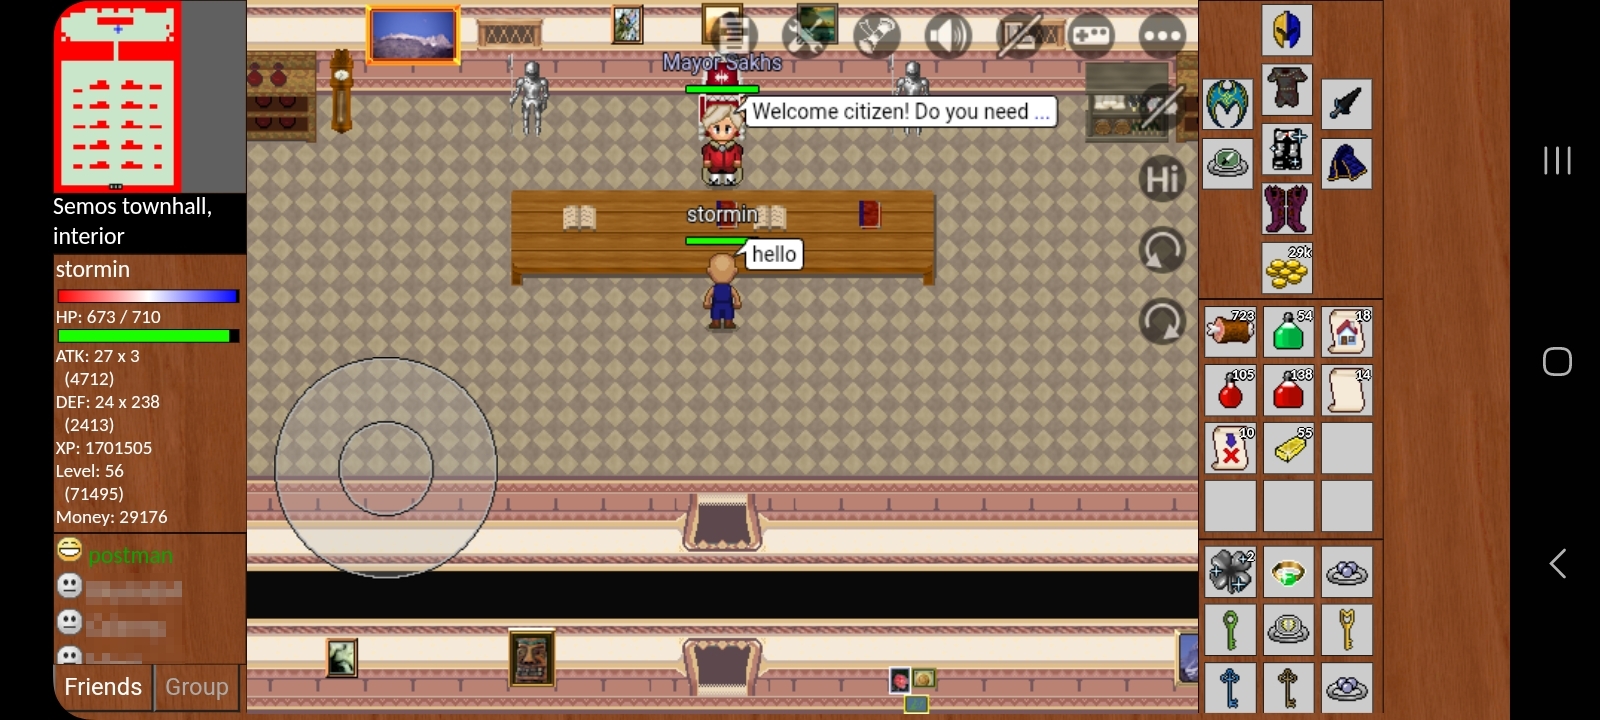 Semos townhall,
interior
stormin
HP: 673 / 710
ATK: 27 x 3
(4712)
DEF: 24 x 238
(2413)
XP: 1701505
Level: 56
(71495)
Money: 29176
postman
Friends
Group
Mayor Sakhs
Welcome citizen! Do you need ...
stormin
hello
Hi
29k
723
54
18
105
138
14
10
55
+2